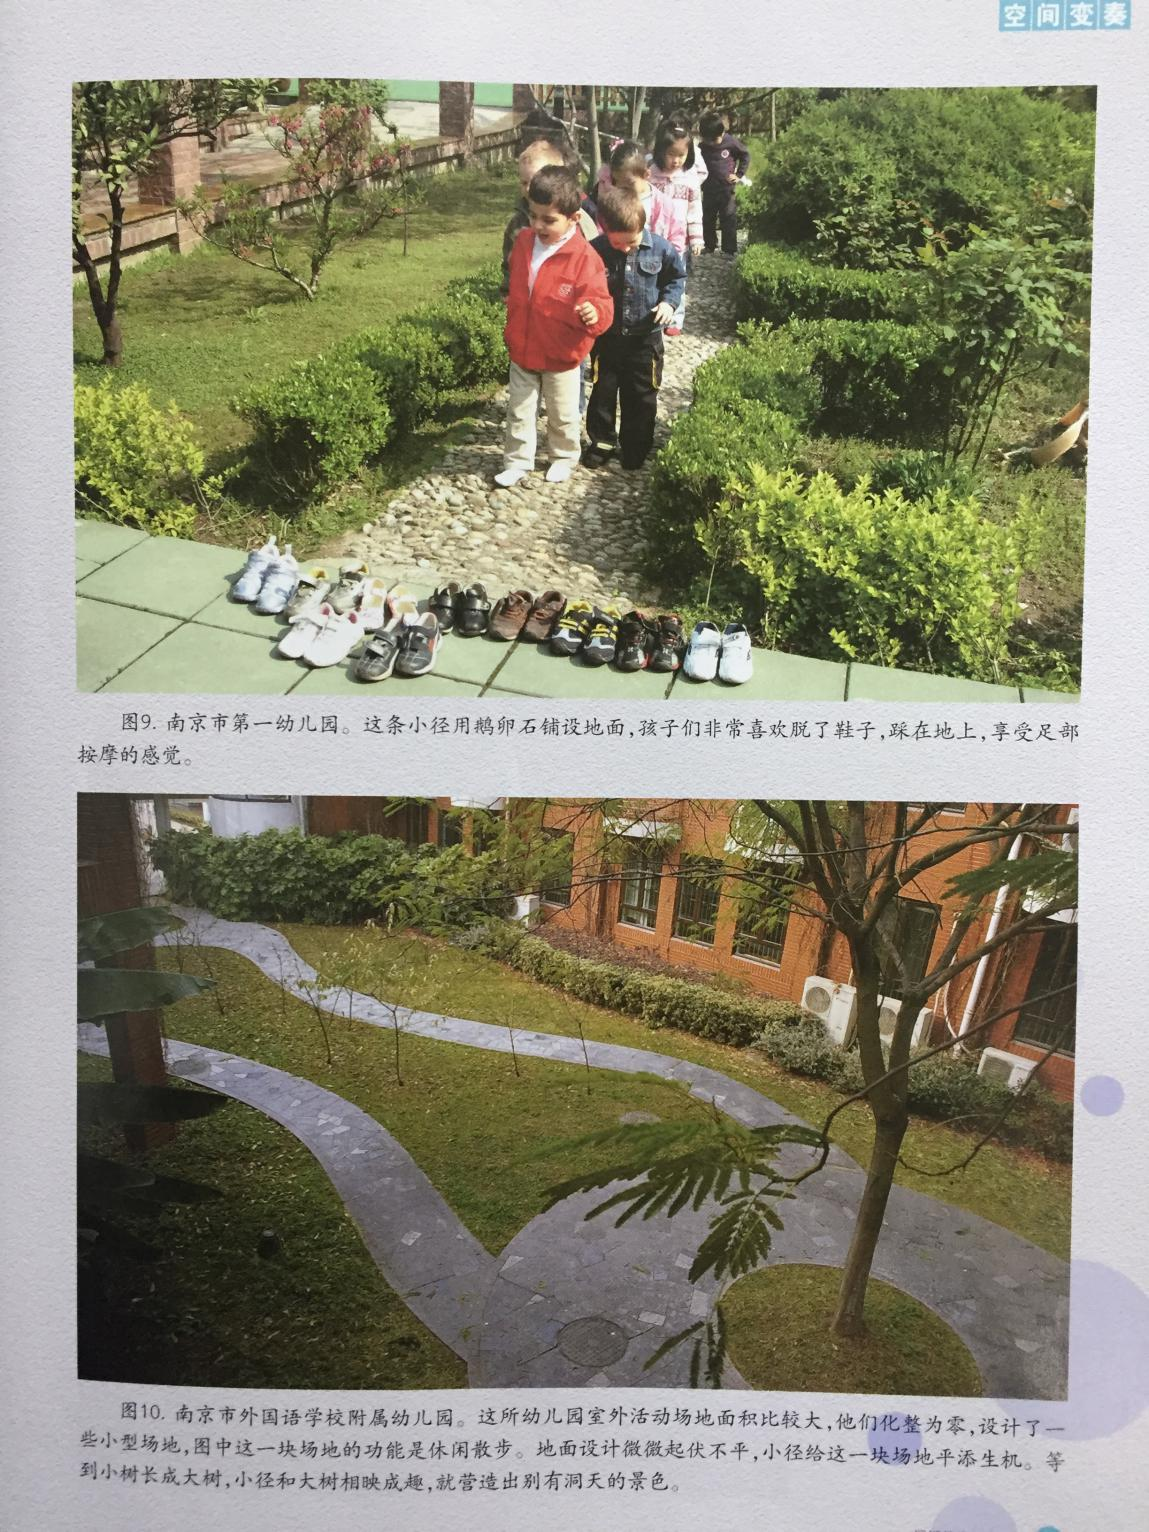 空间变奏
图9. 南京市第一幼儿园。这条小径用鹅卵石铺设地面,孩子们非常喜欢脱了鞋子,踩在地上,享受足部
按摩的感觉。
图10. 南京市外国语学校附属幼儿园。这所幼儿园室外活动场地面积比较大,他们化整为零,设计了一
些小型场地,图中这一块场地的功能是休闲散步。地面设计微微起伏不平,小径给这一块场地平添生机。等
到小树长成大树,小径和大树相映成趣,就营造出别有洞天的景色。